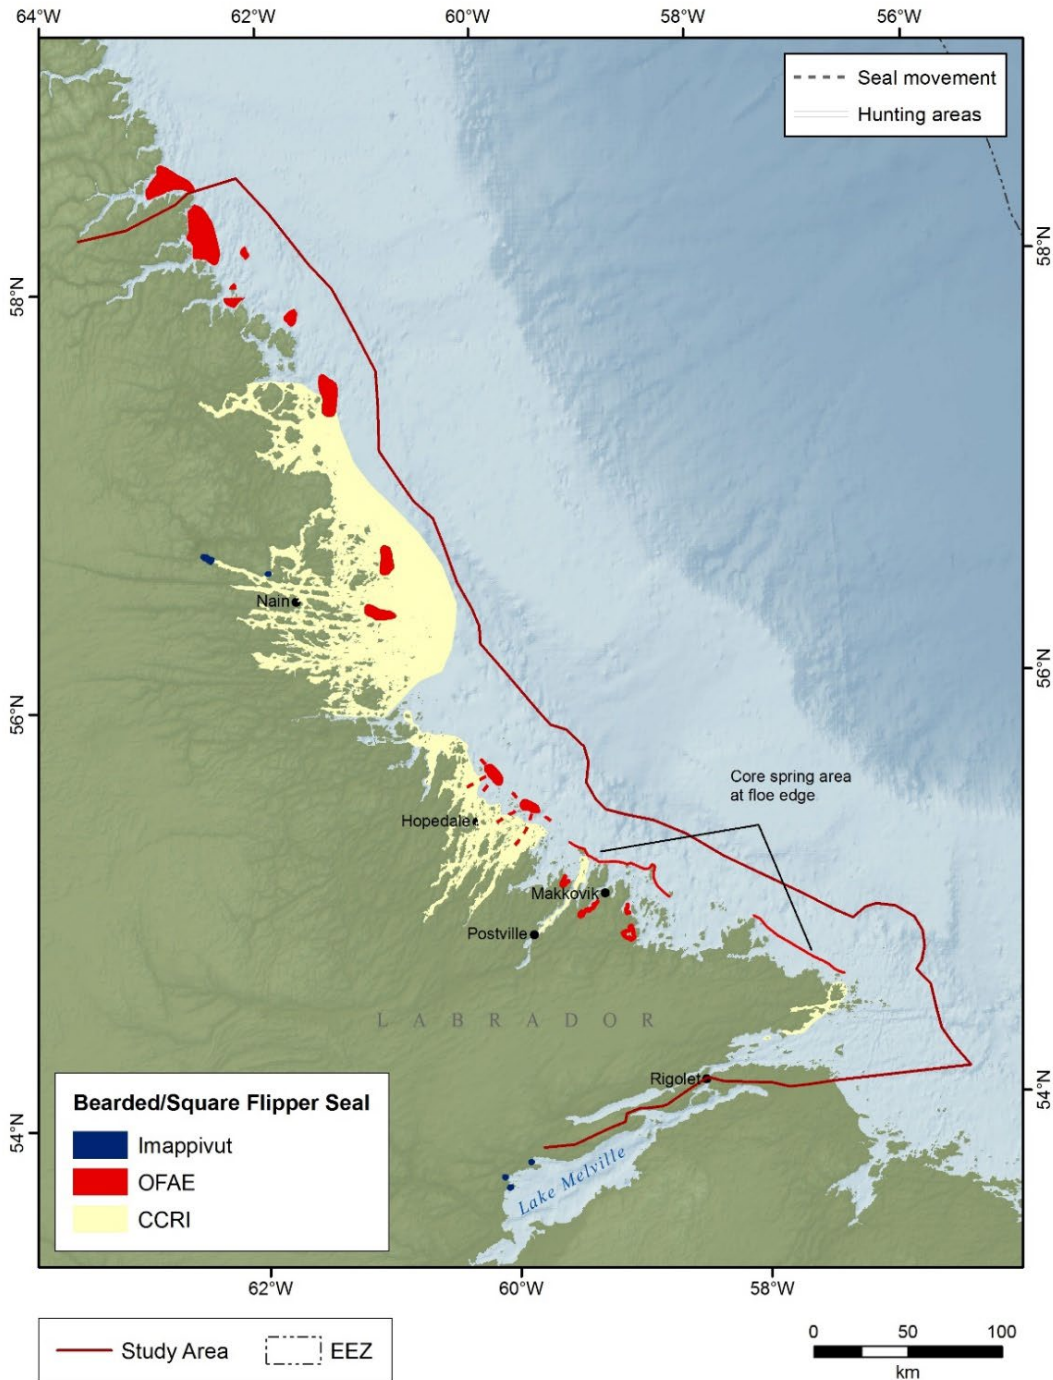 64°W
62°W
60°W
58°W
56°W
Seal movement
Hunting areas
58°N
58°N
56°N
56°N
Nain
Core spring area
at floe edge
Hopedale
Makkovik
Postville
LABRADOR
Rigolet
54°N
54°N
Lake Melville
Bearded/Square Flipper Seal
Imappivut
OFAE
CCRI
62°W
60°W
58°W
Study Area
EEZ
0
50
100
km